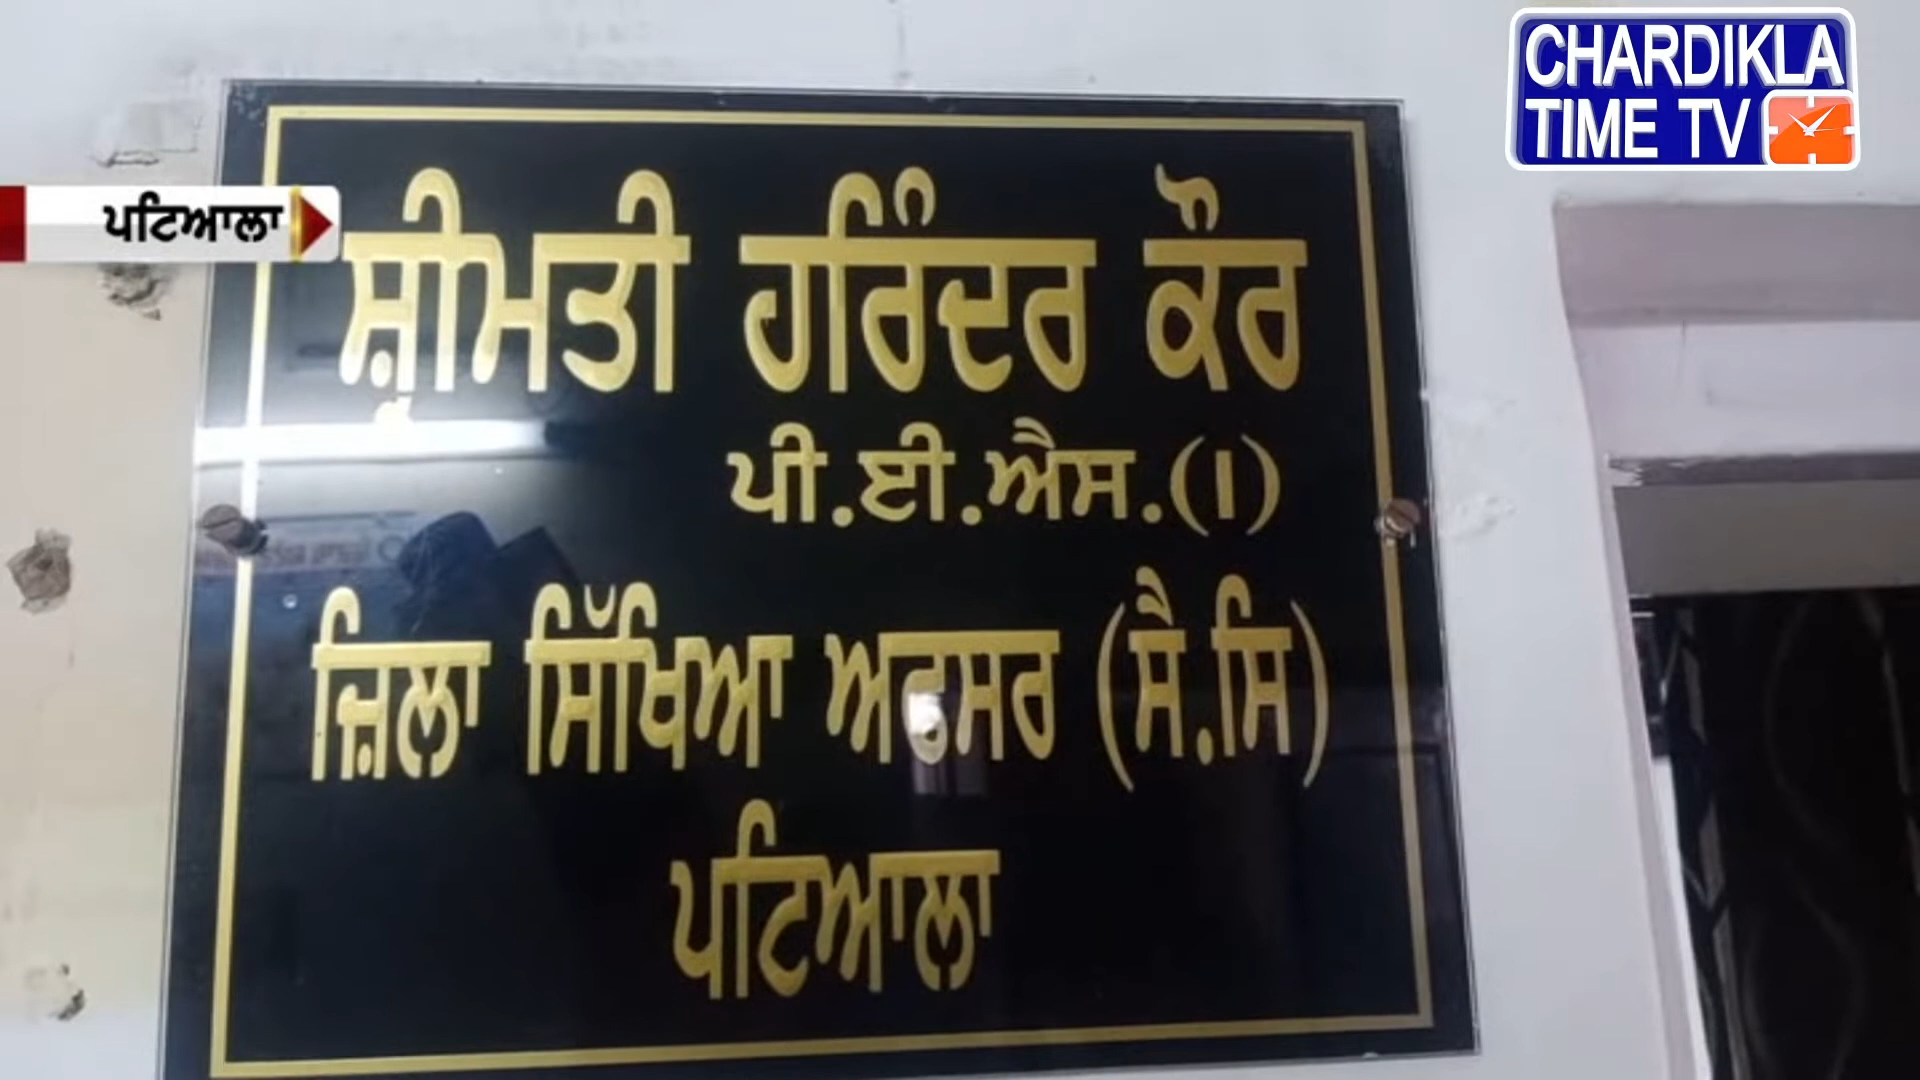 CHARDIKLA
TIME TV
ਪਟਿਆਲਾ
ਸ਼੍ਰੀਮਤੀ ਹਰਿੰਦਰ ਕੌਰ
ਪੀ.ਈ.ਐਸ.(I)
ਜ਼ਿਲਾ ਸਿੱਖਿਆ ਅਫਸਰ (ਸੈ.ਸਿ)
ਪਟਿਆਲਾ